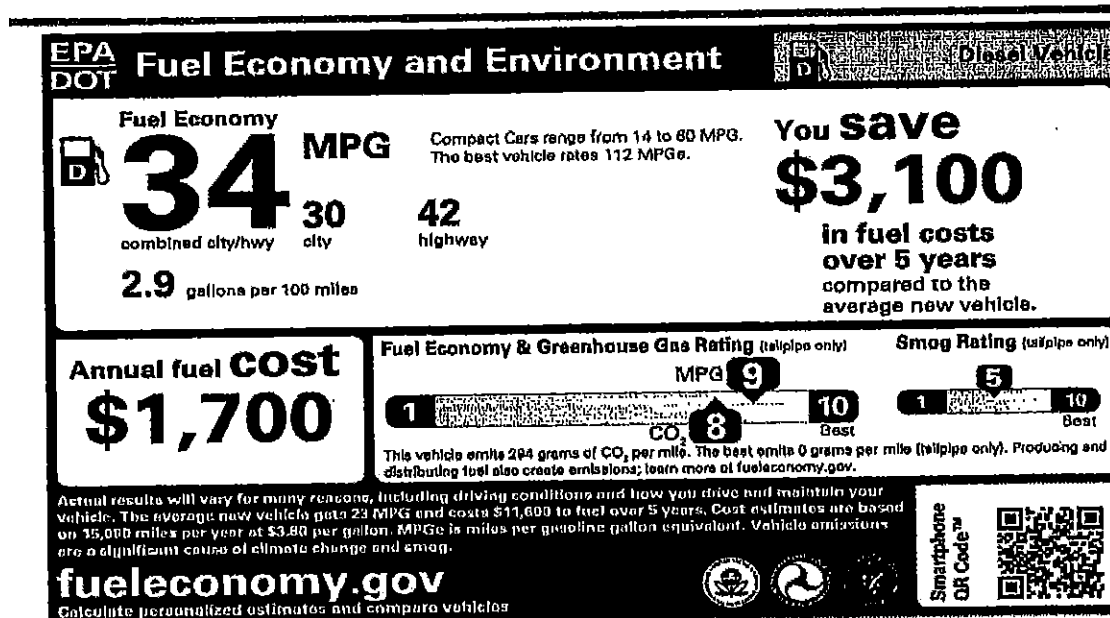 EPA
DOT
Fuel Economy and Environment
D
Diesel Vehicle
Fuel Economy
D
34
MPG
combined city/hwy
30
city
42
highway
2.9 gallons per 100 miles
Compact Cars range from 14 to 60 MPG.
The best vehicle rates 112 MPGe.
You save
$3,100
in fuel costs
over 5 years
compared to the
average new vehicle.
Annual fuel cost
$1,700
Fuel Economy & Greenhouse Gas Rating (tailpipe only)
MPG 9
1
10
Best
CO₂ 8
Smog Rating (tailpipe only)
5
1
10
Best
This vehicle emits 294 grams of CO₂ per mile. The best emits 0 grams per mile (tailpipe only). Producing and
distributing fuel also create emissions; learn more at fueleconomy.gov.
Actual results will vary for many reasons, including driving conditions and how you drive and maintain your
vehicle. The average new vehicle gets 23 MPG and costs $11,600 to fuel over 5 years. Cost estimates are based
on 15,000 miles per year at $3.80 per gallon. MPGe is miles per gasoline gallon equivalent. Vehicle emissions
are a significant cause of climate change and smog.
fueleconomy.gov
Calculate personalized estimates and compare vehicles
Smartphone
QR Code™